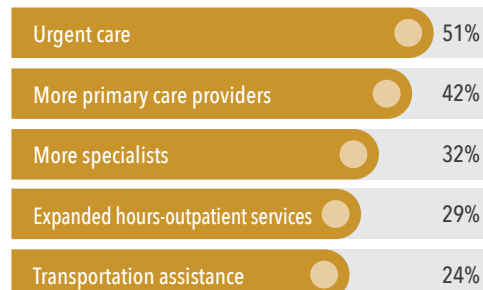 Urgent care 51%
More primary care providers 42%
More specialists 32%
Expanded hours-outpatient services 29%
Transportation assistance 24%